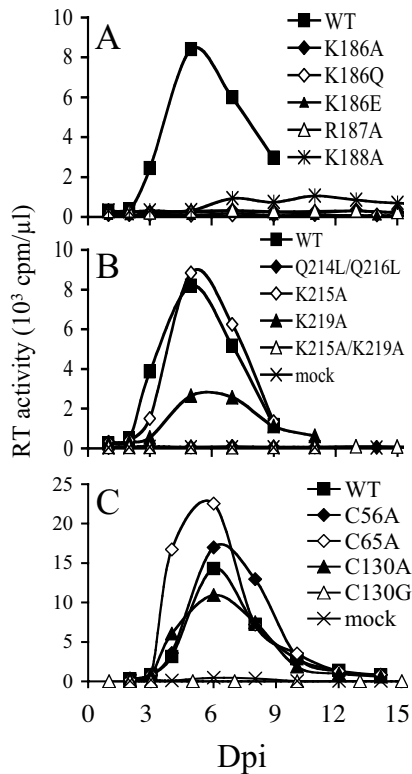 A
10
8
6
4
2
0
WT
K186A
K186Q
K186E
R187A
K188A
B
10
8
6
4
2
0
WT
Q214L/Q216L
K215A
K219A
K215A/K219A
mock
RT activity (10³ cpm/µl)
C
25
20
15
10
5
0
WT
C56A
C65A
C130A
C130G
mock
0 3 6 9 12 15
Dpi